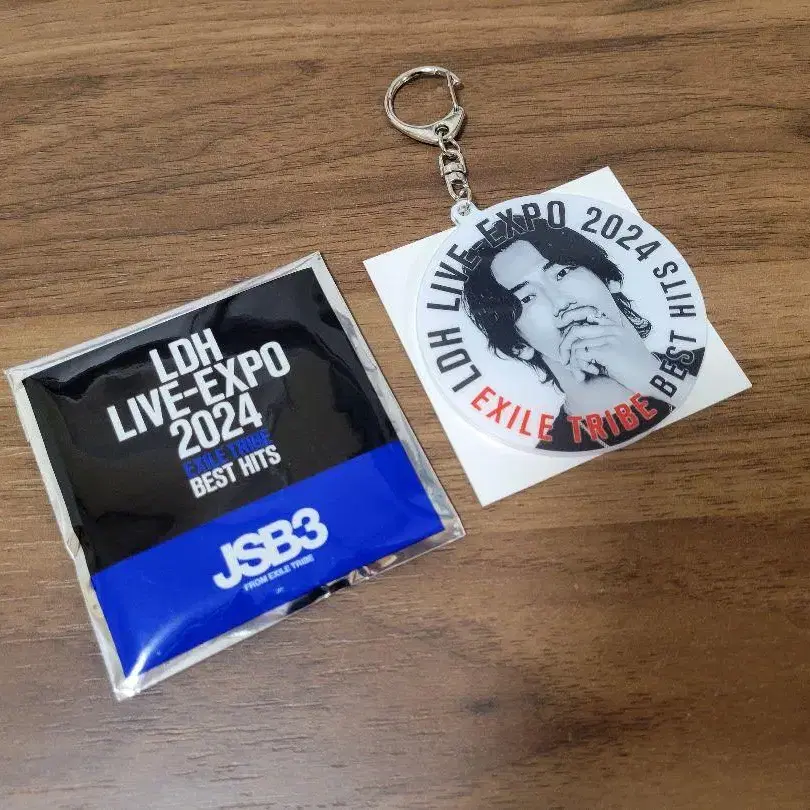 LDH
LIVE-EXPO
2024
EXILE TRIBE
BEST HITS
JSB3
FROM EXILE TRIBE
LDH LIVE-EXPO 2024 BEST HITS
EXILE TRIBE